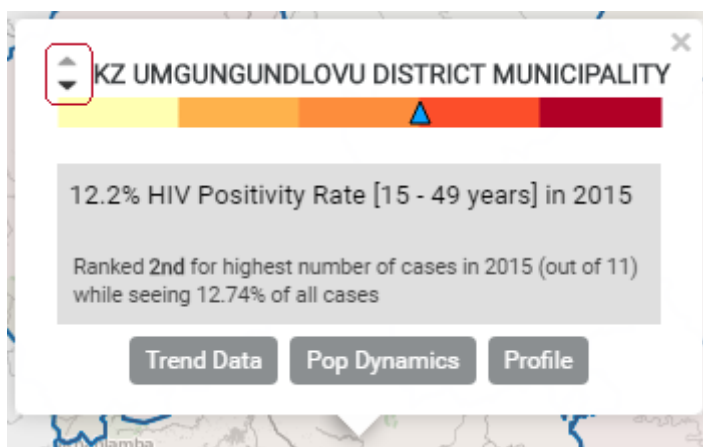 ×
KZ UMGUNGUNDLOVU DISTRICT MUNICIPALITY
12.2% HIV Positivity Rate [15 - 49 years] in 2015
Ranked 2nd for highest number of cases in 2015 (out of 11)
while seeing 12.74% of all cases
Trend Data Pop Dynamics Profile